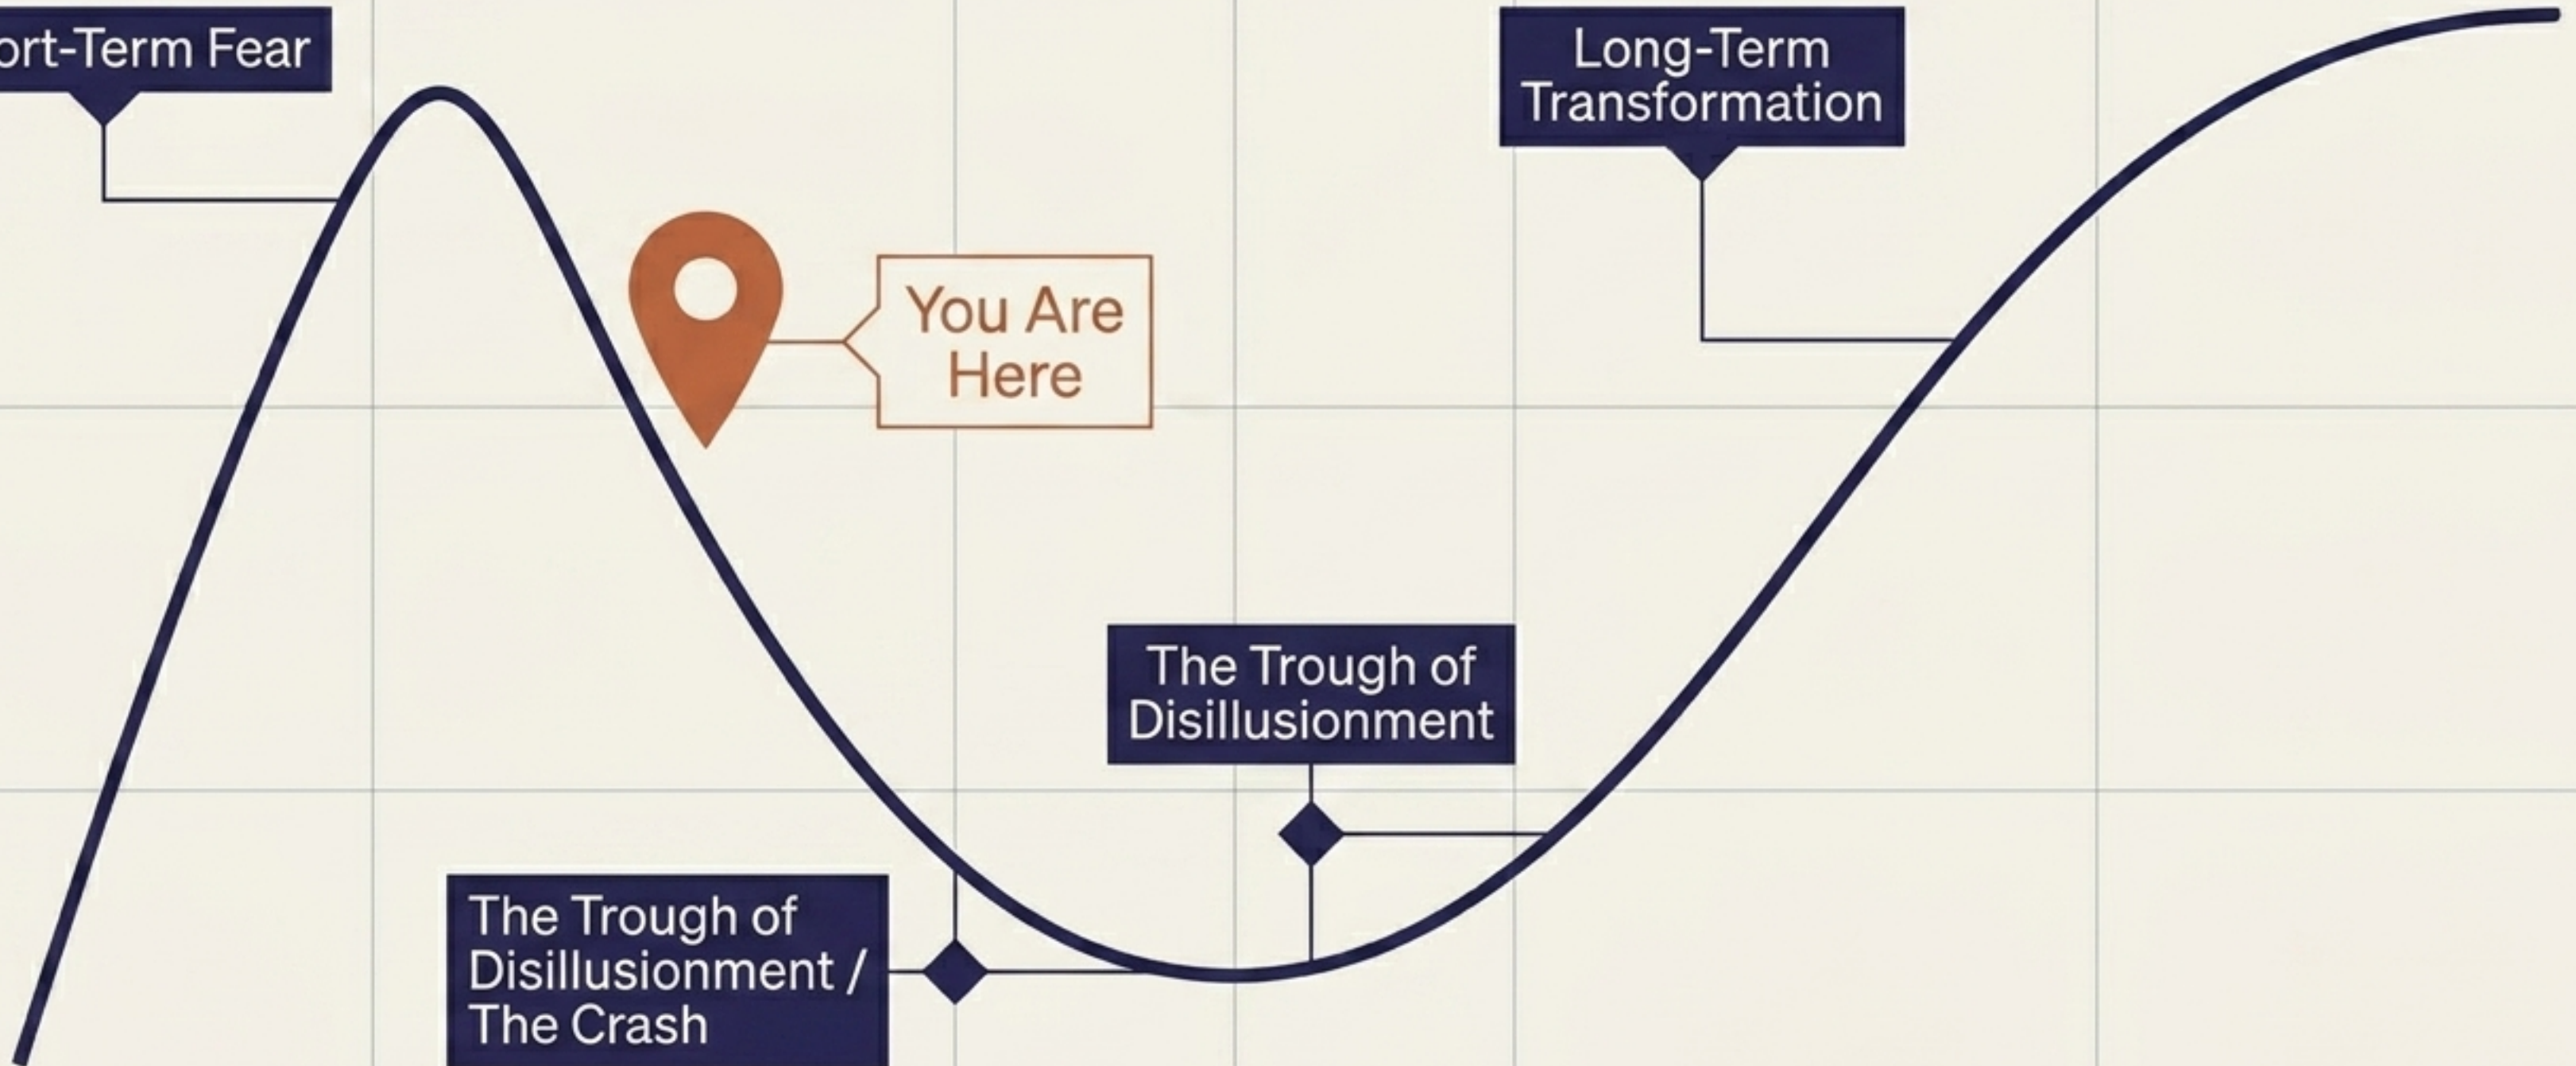 ort-Term Fear
Long-Term
Transformation
You Are
Here
The Trough of
Disillusionment
The Trough of
Disillusionment /
The Crash